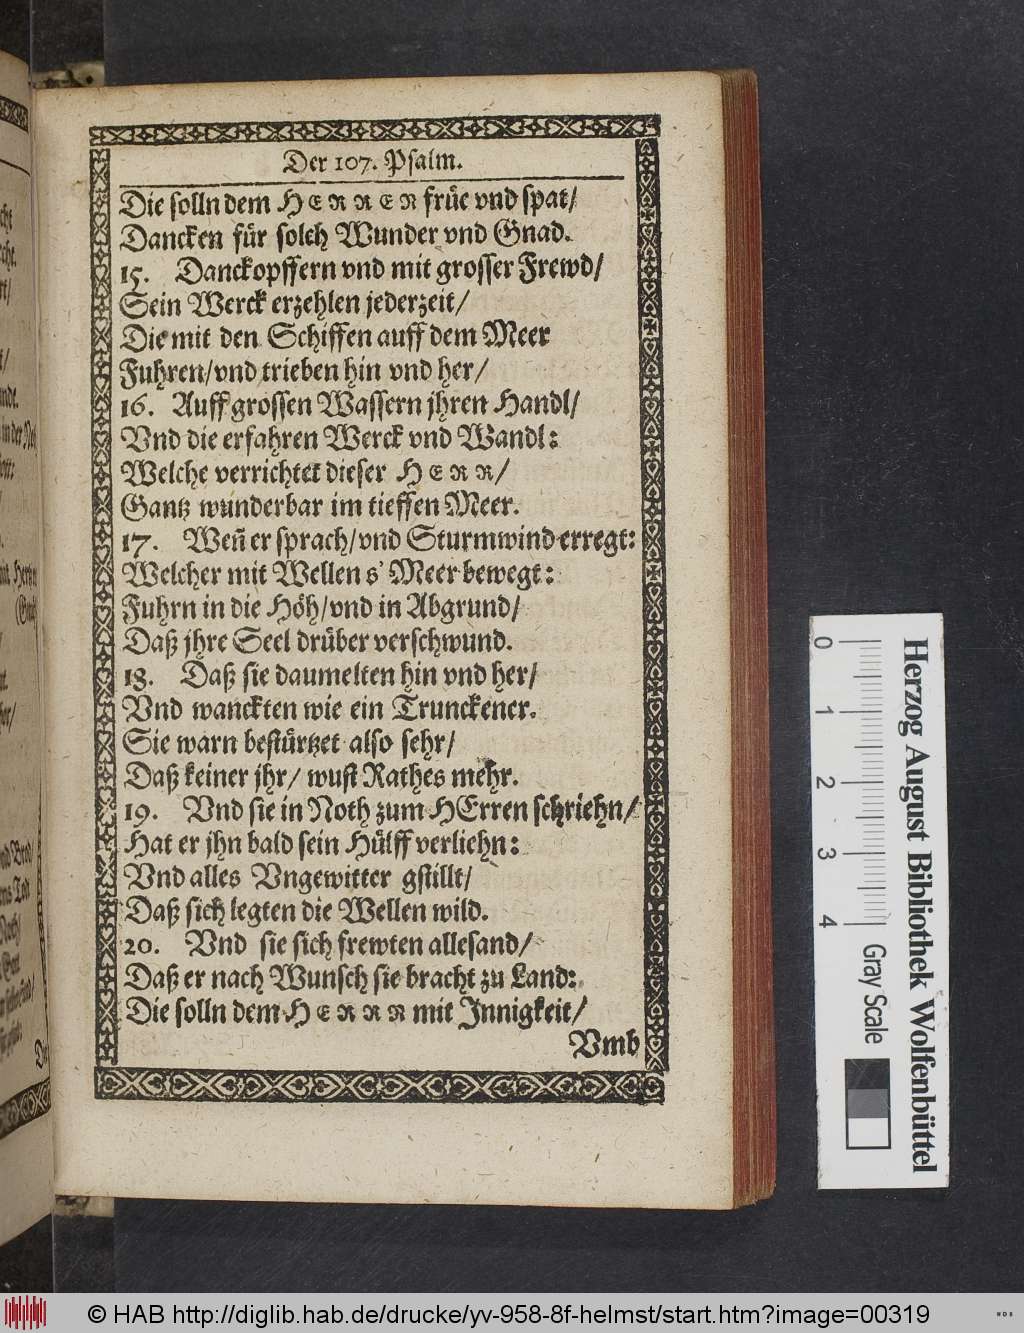 Der 107. Psalm.
Die solln dem HERREN früe vnd spat/
Dancken für solch Wunder vnd Gnad.
15. Danckopffern vnd mit grosser Frewd/
Sein Werck erzehlen jederzeit/
Die mit den Schiffen auff dem Meer
Fuhren/vnd trieben hin vnd her/
16. Auff grossen Wassern jhren Handl/
Vnd die erfahren Werck vnd Wandl:
Welche verrichtet dieser HERR/
Gantz wunderbar im tieffen Meer.
17. Weñ er sprach/vnd Sturmwind erregt:
Welcher mit Wellen s' Meer bewegt:
Fuhrn in die Höh/vnd in Abgrund/
Daß jhre Seel drüber verschwund.
18. Daß sie daumelten hin vnd her/
Vnd wanckten wie ein Trunckener.
Sie warn bestürtzet also sehr/
Daß keiner jhr/ wust Rathes mehr.
19. Vnd sie in Noth zum HErren schriehn/
Hat er jhn bald sein Hülff verliehn:
Vnd alles Vngewitter gstillt/
Daß sich legten die Wellen wild.
20. Vnd sie sich frewten allesand/
Daß er nach Wunsch sie bracht zu Land:
Die solln dem HERRN mit Innigkeit/
Vmb
Herzog August Bibliothek Wolfenbüttel
0 1 2 3 4 Gray Scale
© HAB http://diglib.hab.de/drucke/yv-958-8f-helmst/start.htm?image=00319